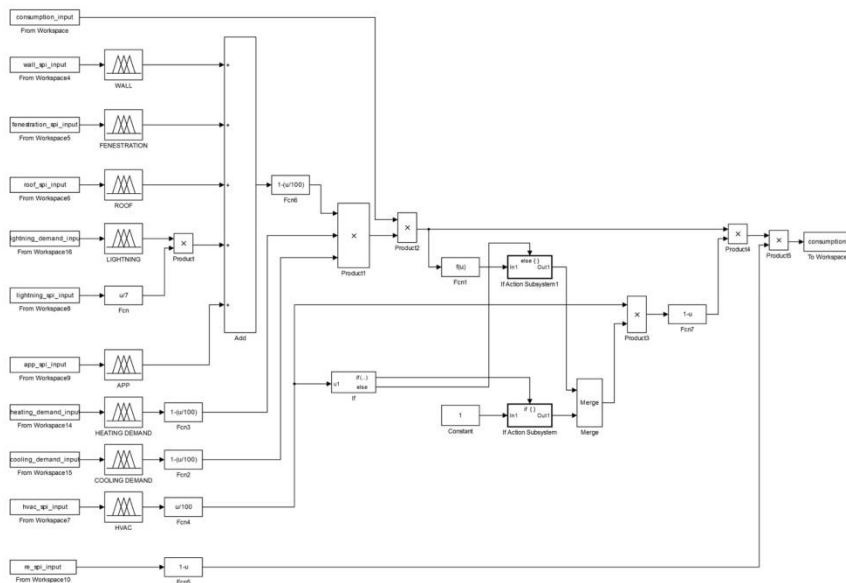 consumption_input
From Workspace
wall_spi_input
From Workspace4
WALL
fenestration_spi_input
From Workspace5
FENESTRATION
roof_spi_input
From Workspace6
ROOF
ightning_demand_inpu
From Workspace16
LIGHTNING
×
Product
lightning_spi_input
From Workspace8
u/7
Fcn
app_spi_input
From Workspace9
APP
heating_demand_input
From Workspace14
HEATING DEMAND
1-(u/100)
Fcn3
cooling_demand_input
From Workspace15
COOLING DEMAND
1-(u/100)
Fcn2
hvac_spi_input
From Workspace7
HVAC
u/100
Fcn4
re_spi_input
From Workspace10
1-u
Fcn5
+
+
+
+
+
Add
1-(u/100)
Fcn6
×
Product1
×
Product2
f(u)
Fcn1
else { }
In1 Out1
If Action Subsystem1
u1
if(..)
else
If
1
Constant
if { }
In1 Out1
If Action Subsystem
Merge
Merge
×
Product3
1-u
Fcn7
×
Product4
×
Product5
consumption
To Workspace